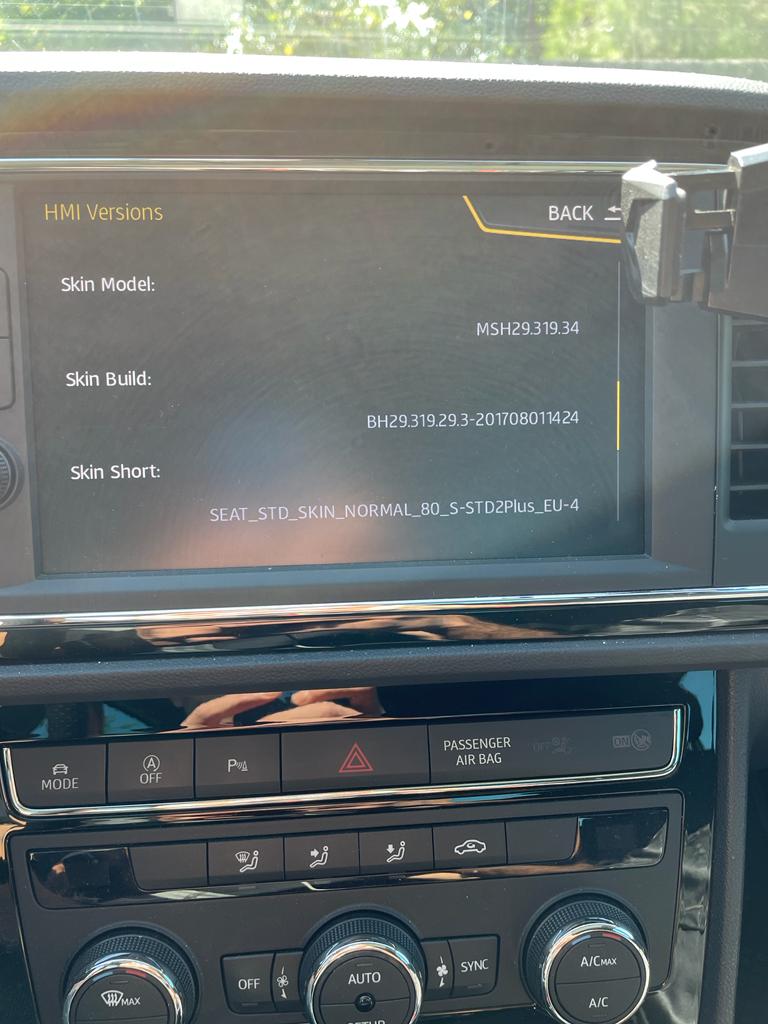 HMI Versions
BACK
Skin Model:
MSH29.319.34
Skin Build:
BH29.319.29.3-201708011424
Skin Short:
SEAT_STD_SKIN_NORMAL_80_S-STD2Plus_EU-4
MODE
A
OFF
P
PASSENGER
AIR BAG
OFF
ON
MAX
OFF
AUTO
SETUP
SYNC
A/C MAX
A/C